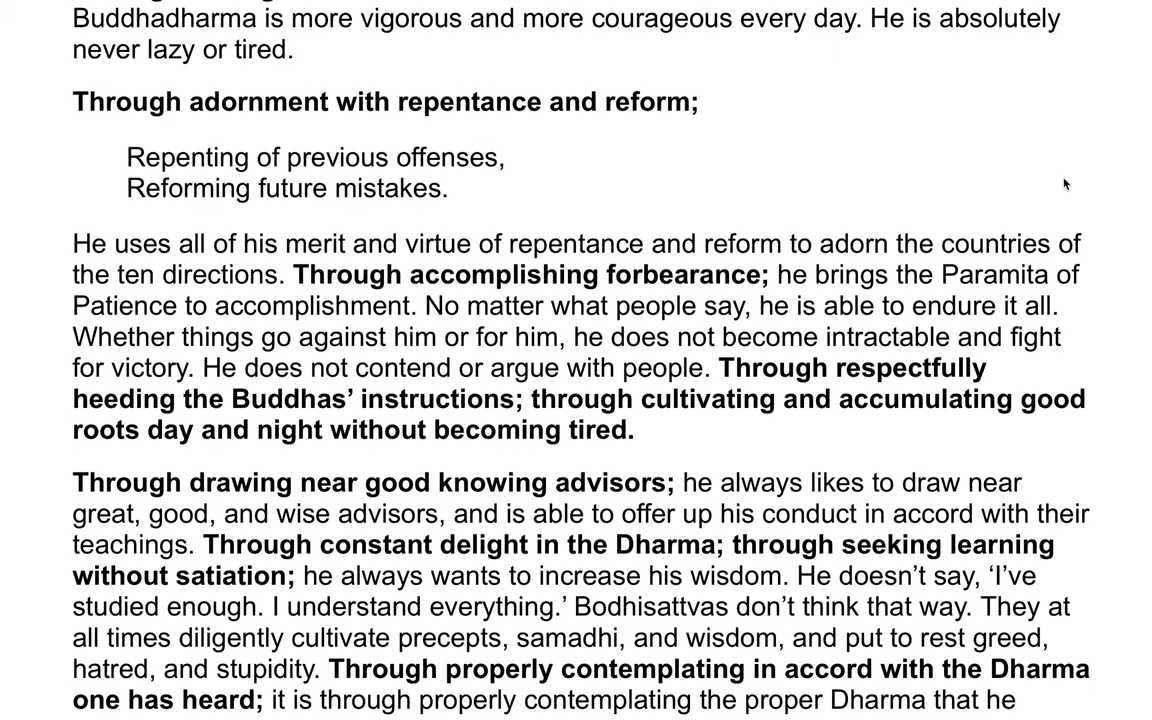 Buddhadharma is more vigorous and more courageous every day. He is absolutely
never lazy or tired.
Through adornment with repentance and reform;
Repenting of previous offenses,
Reforming future mistakes.
He uses all of his merit and virtue of repentance and reform to adorn the countries of
the ten directions. Through accomplishing forbearance; he brings the Paramita of
Patience to accomplishment. No matter what people say, he is able to endure it all.
Whether things go against him or for him, he does not become intractable and fight
for victory. He does not contend or argue with people. Through respectfully
heeding the Buddhas’ instructions; through cultivating and accumulating good
roots day and night without becoming tired.
Through drawing near good knowing advisors; he always likes to draw near
great, good, and wise advisors, and is able to offer up his conduct in accord with their
teachings. Through constant delight in the Dharma; through seeking learning
without satiation; he always wants to increase his wisdom. He doesn’t say, ‘I’ve
studied enough. I understand everything.’ Bodhisattvas don’t think that way. They at
all times diligently cultivate precepts, samadhi, and wisdom, and put to rest greed,
hatred, and stupidity. Through properly contemplating in accord with the Dharma
one has heard; it is through properly contemplating the proper Dharma that he